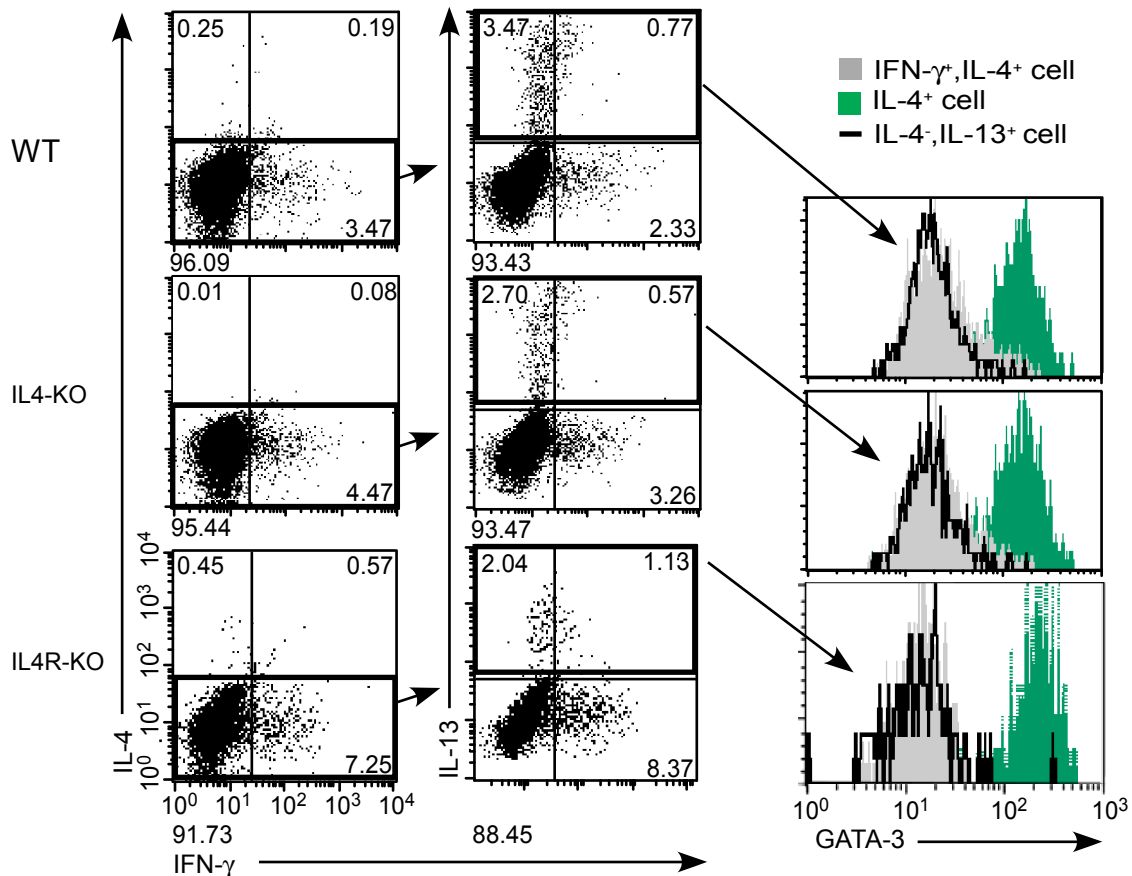 0.25 0.19 3.47 0.77
IFN-γ⁺,IL-4⁺ cell
IL-4⁺ cell
IL-4⁻,IL-13⁺ cell
WT
3.47 2.33
96.09 93.43
0.01 0.08 2.70 0.57
IL4-KO
4.47 3.26
95.44 93.47
10⁴ 0.45 0.57 2.04 1.13
10³
IL4R-KO
10²
10¹
10⁰
7.25 8.37
IL-4
IL-13
10⁰ 10¹ 10² 10³ 10⁴
10⁰ 10¹ 10² 10³
91.73 88.45
GATA-3
IFN-γ